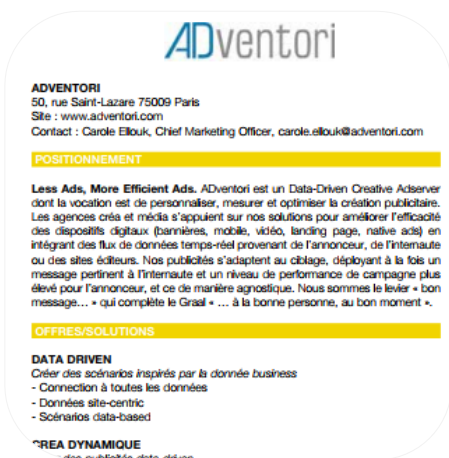 ADventori
ADVENTORI
50, rue Saint-Lazare 75009 Paris
Site : www.adventori.com
Contact : Carole Ellouk, Chief Marketing Officer, carole.ellouk@adventori.com
POSITIONNEMENT
Less Ads, More Efficient Ads. ADventori est un Data-Driven Creative Adserver
dont la vocation est de personnaliser, mesurer et optimiser la création publicitaire.
Les agences créa et média s'appuient sur nos solutions pour améliorer l'efficacité
des dispositifs digitaux (bannières, mobile, vidéo, landing page, native ads) en
intégrant des flux de données temps-réel provenant de l'annonceur, de l'internaute
ou des sites éditeurs. Nos publicités s'adaptent au ciblage, déployant à la fois un
message pertinent à l'internaute et un niveau de performance de campagne plus
élevé pour l'annonceur, et ce de manière agnostique. Nous sommes le levier « bon
message… » qui complète le Graal « … à la bonne personne, au bon moment ».
OFFRES/SOLUTIONS
DATA DRIVEN
Créer des scénarios inspirés par la donnée business
- Connection à toutes les données
- Données site-centric
- Scénarios data-based
CREA DYNAMIQUE
des publicités data-driven